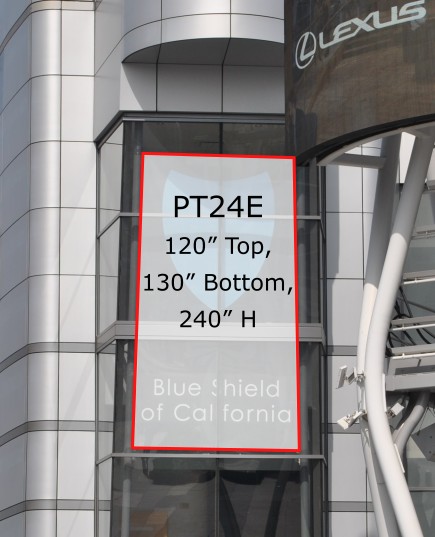 LEXUS
PT24E
120” Top,
130” Bottom,
240” H
Blue Shield
of California